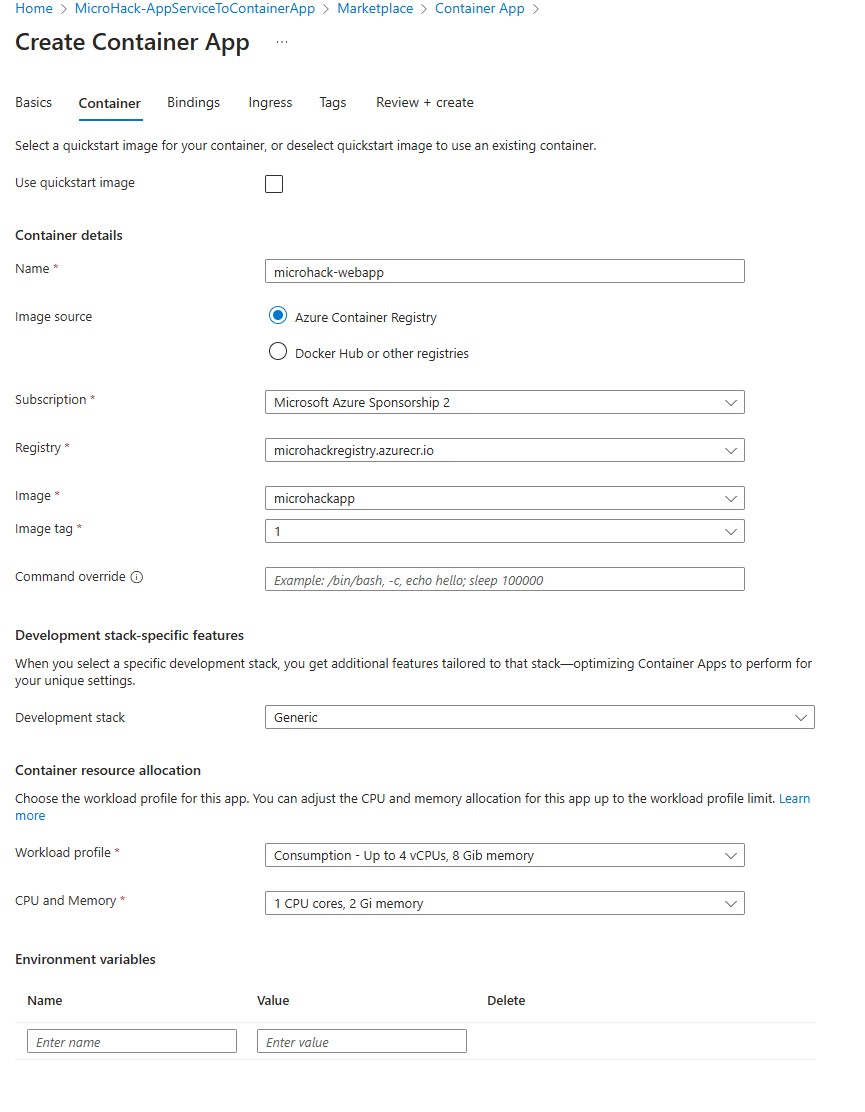 Home > MicroHack-AppServiceToContainerApp > Marketplace > Container App >
Create Container App ...
Basics Container Bindings Ingress Tags Review + create
Select a quickstart image for your container, or deselect quickstart image to use an existing container.
Use quickstart image
Container details
Name * microhack-webapp
Image source Azure Container Registry
Docker Hub or other registries
Subscription * Microsoft Azure Sponsorship 2
Registry * microhackregistry.azurecr.io
Image * microhackapp
Image tag * 1
Command override Example: /bin/bash, -c, echo hello; sleep 100000
Development stack-specific features
When you select a specific development stack, you get additional features tailored to that stack—optimizing Container Apps to perform for
your unique settings.
Development stack Generic
Container resource allocation
Choose the workload profile for this app. You can adjust the CPU and memory allocation for this app up to the workload profile limit. Learn
more
Workload profile * Consumption - Up to 4 vCPUs, 8 Gib memory
CPU and Memory * 1 CPU cores, 2 Gi memory
Environment variables
Name Value Delete
Enter name Enter value